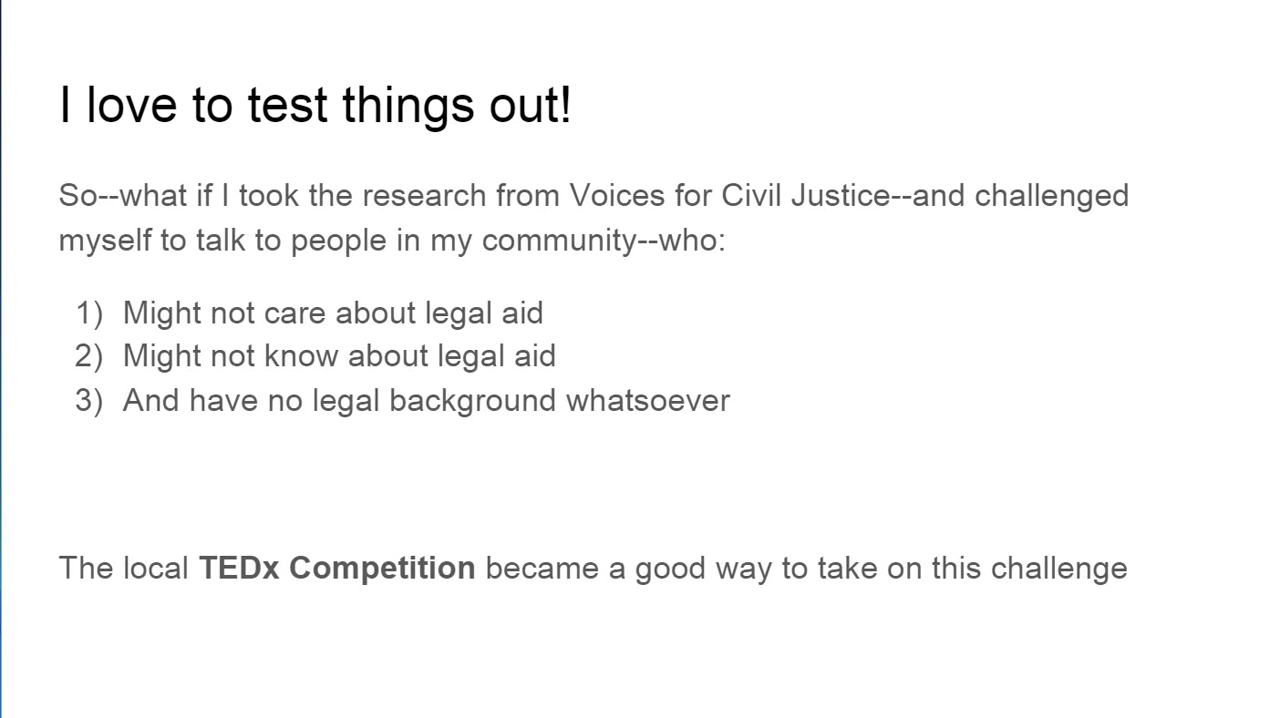 I love to test things out!
So--what if I took the research from Voices for Civil Justice--and challenged
myself to talk to people in my community--who:
1) Might not care about legal aid
2) Might not know about legal aid
3) And have no legal background whatsoever
The local TEDx Competition became a good way to take on this challenge